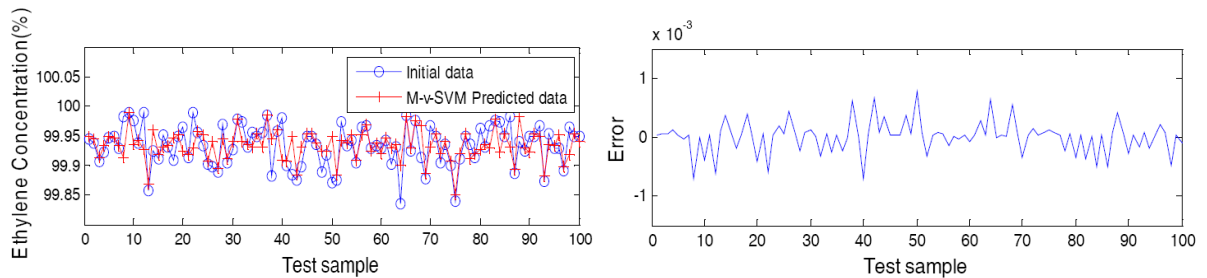 Ethylene Concentration(%)
100.05
100
99.95
99.9
99.85
0 10 20 30 40 50 60 70 80 90 100
Test sample
Initial data
M-v-SVM Predicted data
x 10⁻³
Error
1
0
-1
0 10 20 30 40 50 60 70 80 90 100
Test sample